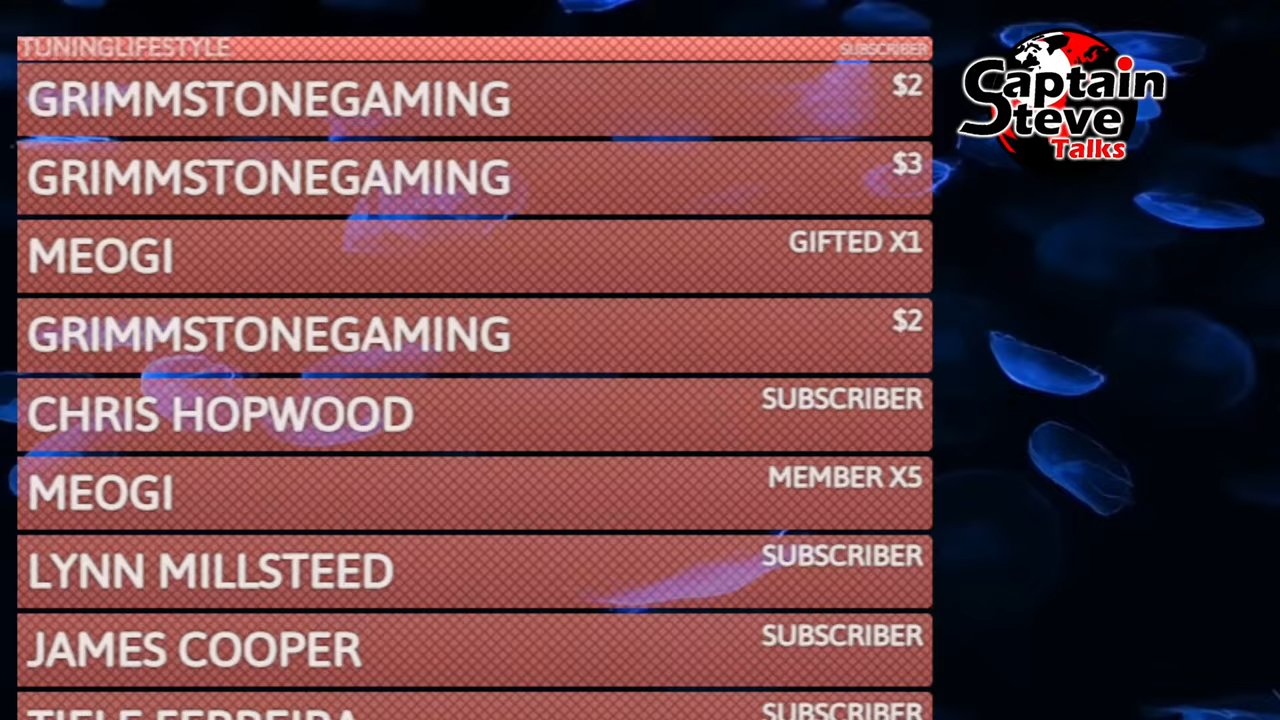 TUNINGLIFESTYLE SUBSCRIBER
GRIMMSTONEGAMING $2
GRIMMSTONEGAMING $3
MEOGI GIFTED X1
GRIMMSTONEGAMING $2
CHRIS HOPWOOD SUBSCRIBER
MEOGI MEMBER X5
LYNN MILLSTEED SUBSCRIBER
JAMES COOPER SUBSCRIBER
SUBSCRIBER
Captain
Steve
Talks